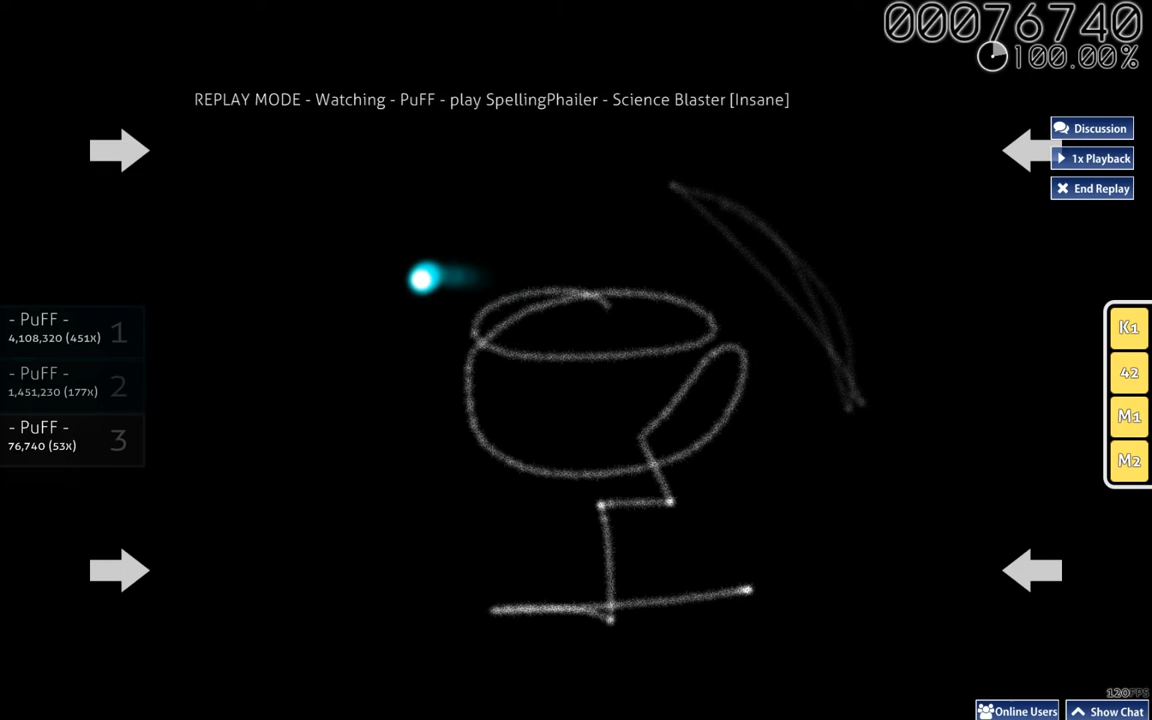 00076740
100.00%
REPLAY MODE - Watching - PuFF - play SpellingPhailer - Science Blaster [Insane]
Discussion
1x Playback
End Replay
- PuFF -
4,108,320 (451x) 1
- PuFF -
1,451,230 (177x) 2
- PuFF -
76,740 (53x) 3
K1
42
M1
M2
120FPS
Online Users
Show Chat